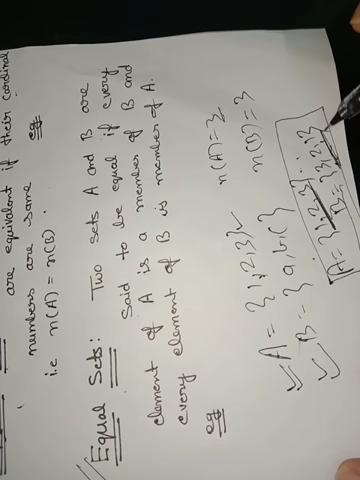 are equivalent if their cardinal
numbers are same eg
i.e n(A) = n(B).
Equal Sets: Two sets A and B are
Said to be equal if every
element of A is a member of B and
every element of B is member of A.
eg
A = {1,2,3} n(A) = 3
B = {a,b,c} n(B) = 3
A = {1,2,3}
B = {3,2,1}